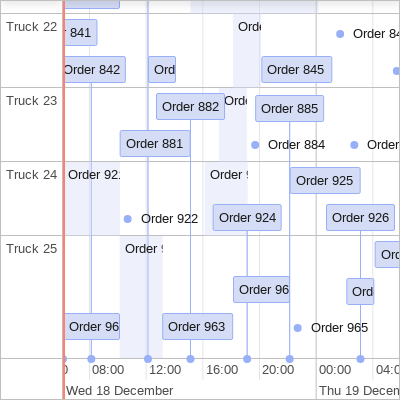 Truck 22
841
Order 84
Order 842
Ord
Order 845
Truck 23
Order 882
Order 885
Order 881
Order 884
Order
Truck 24
Order 92
Order
Order 925
Order 922
Order 924
Order 926
Truck 25
Order
Ord
Order 96
Ord
Order 96
Order 963
Order 965
08:00
12:00
16:00
20:00
00:00
04:0
Wed 18 December
Thu 19 Decem